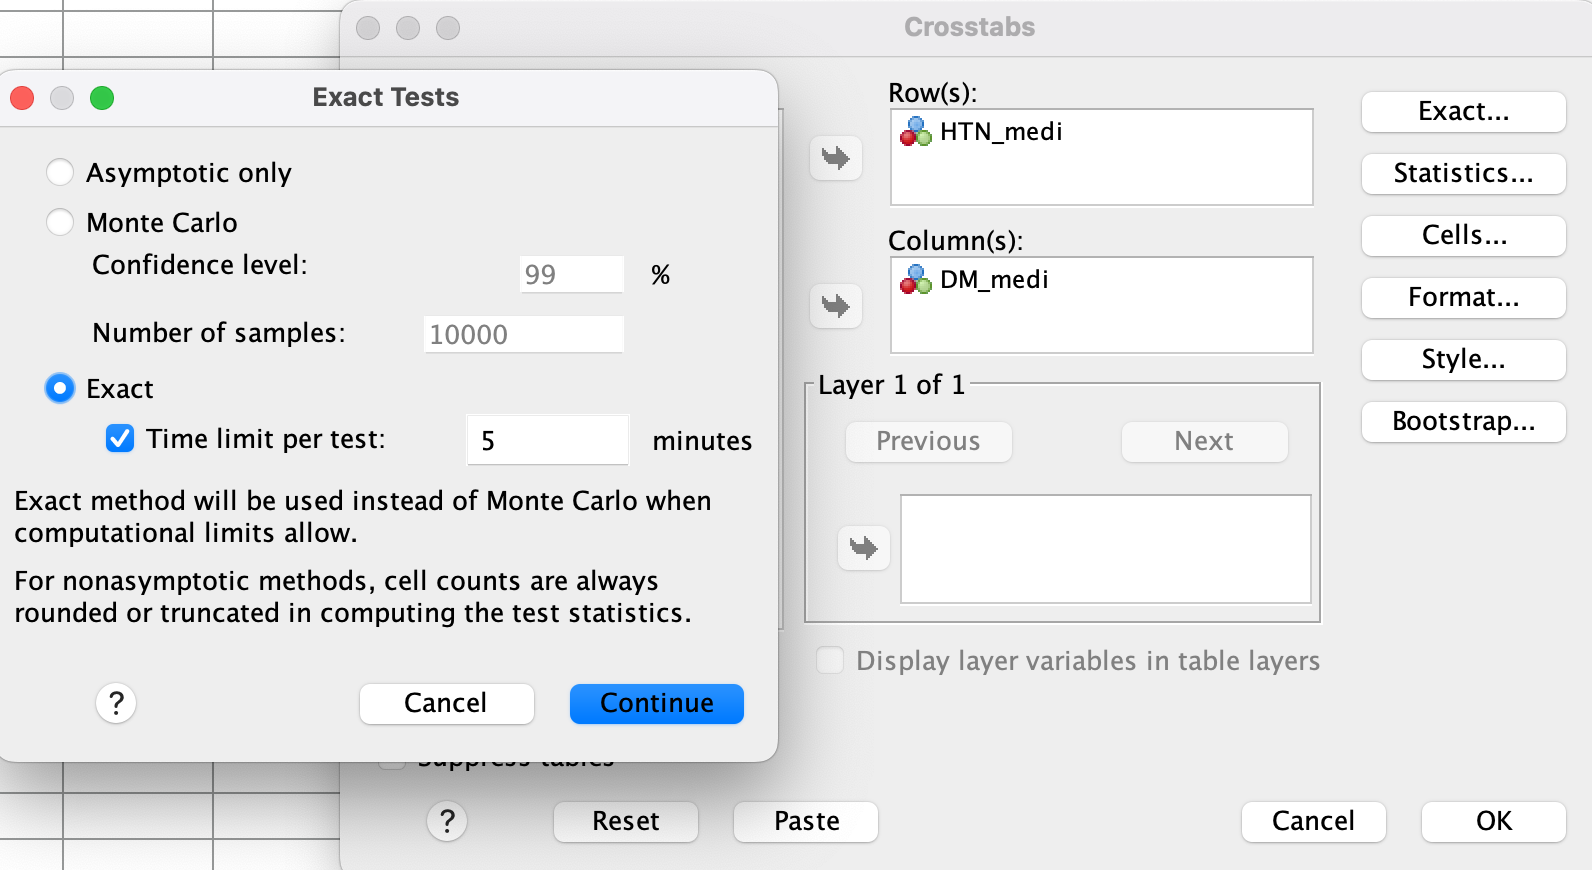 Crosstabs
Exact Tests
Asymptotic only
Monte Carlo
Confidence level: 99 %
Number of samples: 10000
Exact
Time limit per test: 5 minutes
Exact method will be used instead of Monte Carlo when
computational limits allow.
For nonasymptotic methods, cell counts are always
rounded or truncated in computing the test statistics.
? Cancel Continue
Row(s):
HTN_medi
Column(s):
DM_medi
Layer 1 of 1
Previous Next
Display layer variables in table layers
Exact...
Statistics...
Cells...
Format...
Style...
Bootstrap...
Suppress tables
? Reset Paste Cancel OK